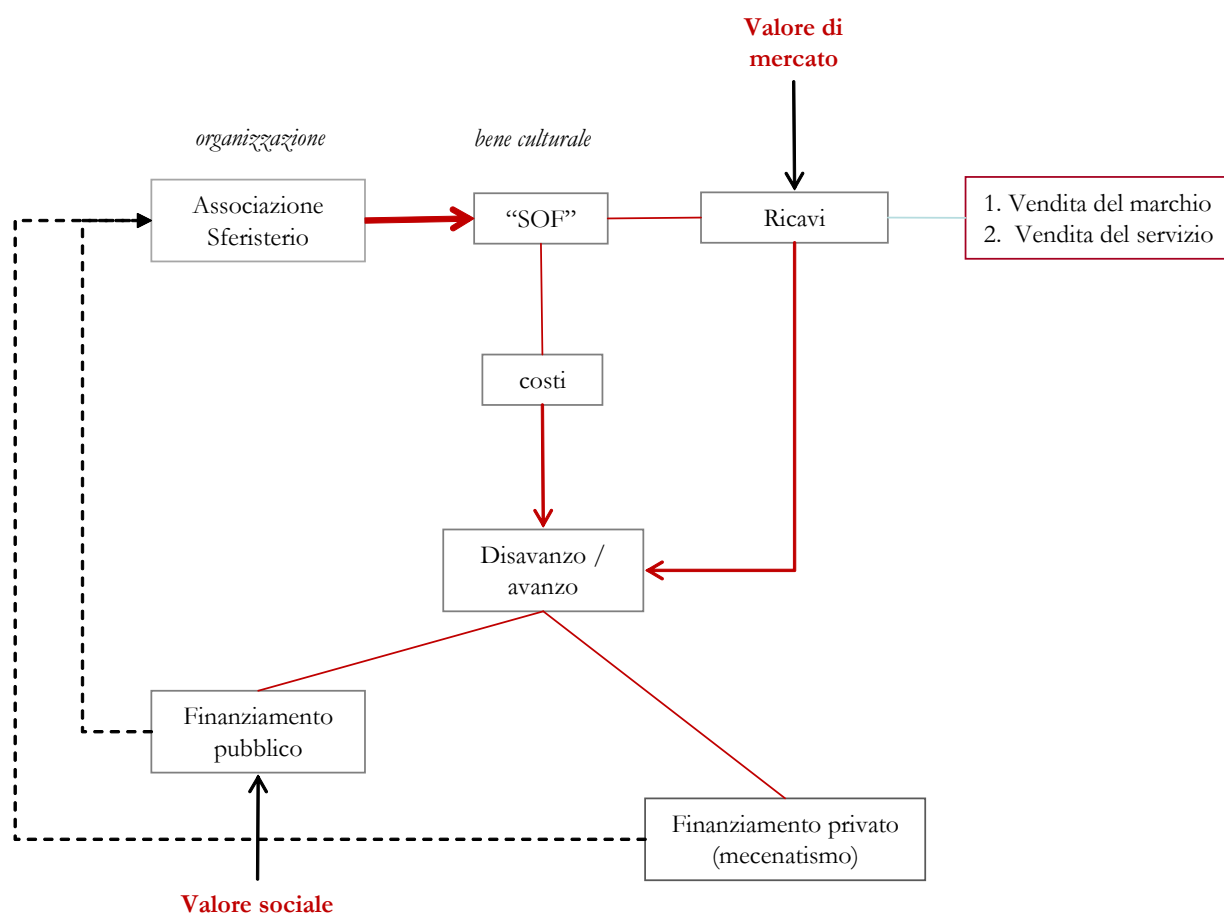 Valore di
mercato
organizzazione
bene culturale
Associazione
Sferisterio
“SOF”
Ricavi
1. Vendita del marchio
2. Vendita del servizio
costi
Disavanzo /
avanzo
Finanziamento
pubblico
Finanziamento privato
(mecenatismo)
Valore sociale